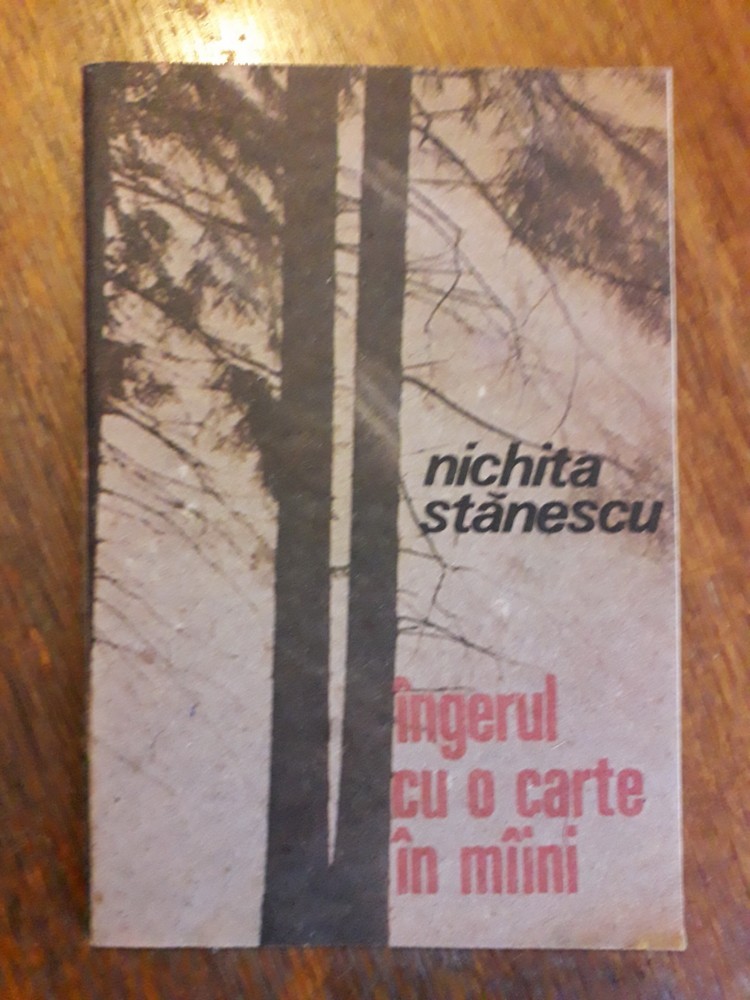 nichita
stănescu
îngerul
cu o carte
în mîini